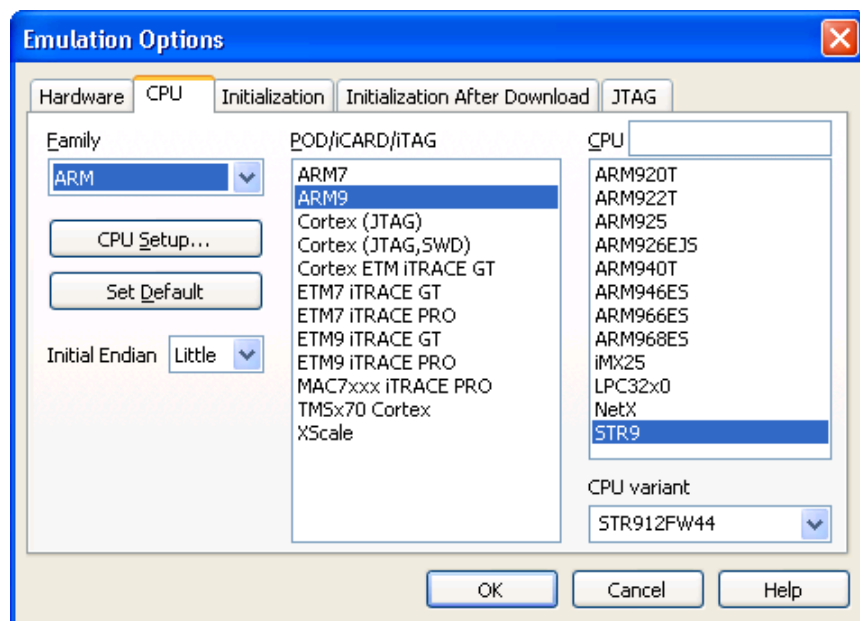 Emulation Options
Hardware
CPU
Initialization
Initialization After Download
JTAG
Family
ARM
CPU Setup...
Set Default
Initial Endian
Little
POD/iCARD/iTAG
ARM7
ARM9
Cortex (JTAG)
Cortex (JTAG,SWD)
Cortex ETM iTRACE GT
ETM7 iTRACE GT
ETM7 iTRACE PRO
ETM9 iTRACE GT
ETM9 iTRACE PRO
MAC7xxx iTRACE PRO
TMSx70 Cortex
XScale
CPU
ARM920T
ARM922T
ARM925
ARM926EJS
ARM940T
ARM946ES
ARM966ES
ARM968ES
iMX25
LPC32x0
NetX
STR9
CPU variant
STR912FW44
OK
Cancel
Help